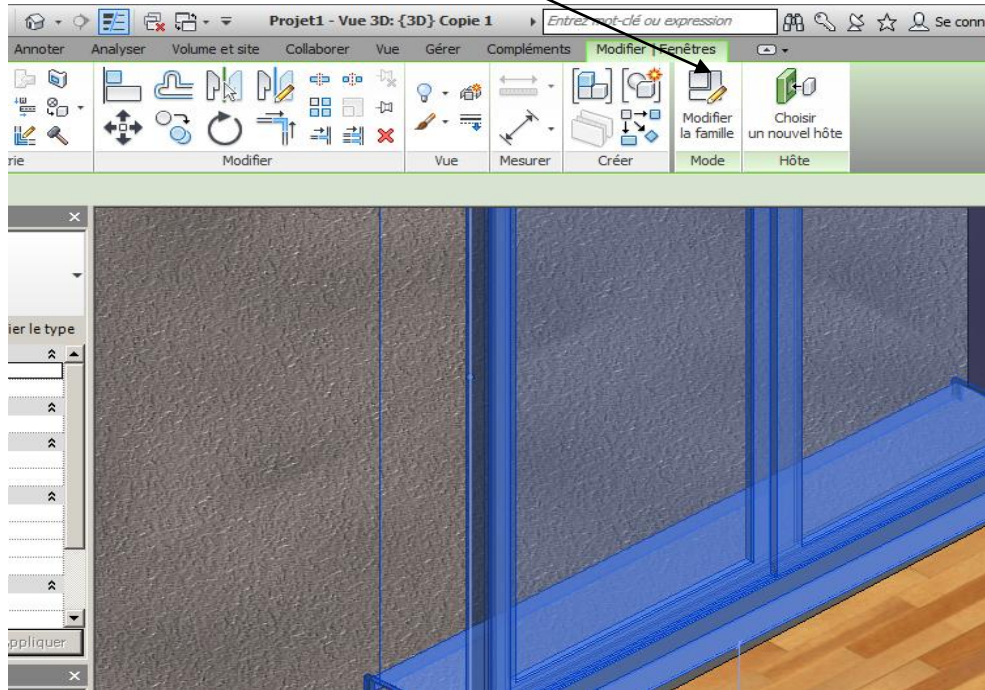 Projet1 - Vue 3D: {3D} Copie 1
Entrez mot-clé ou expression
Se conn
Annoter Analyser Volume et site Collaborer Vue Gérer Compléments Modifier | Fenêtres
Modifier la famille
Choisir un nouvel hôte
rie Modifier Vue Mesurer Créer Mode Hôte
ier le type
Appliquer